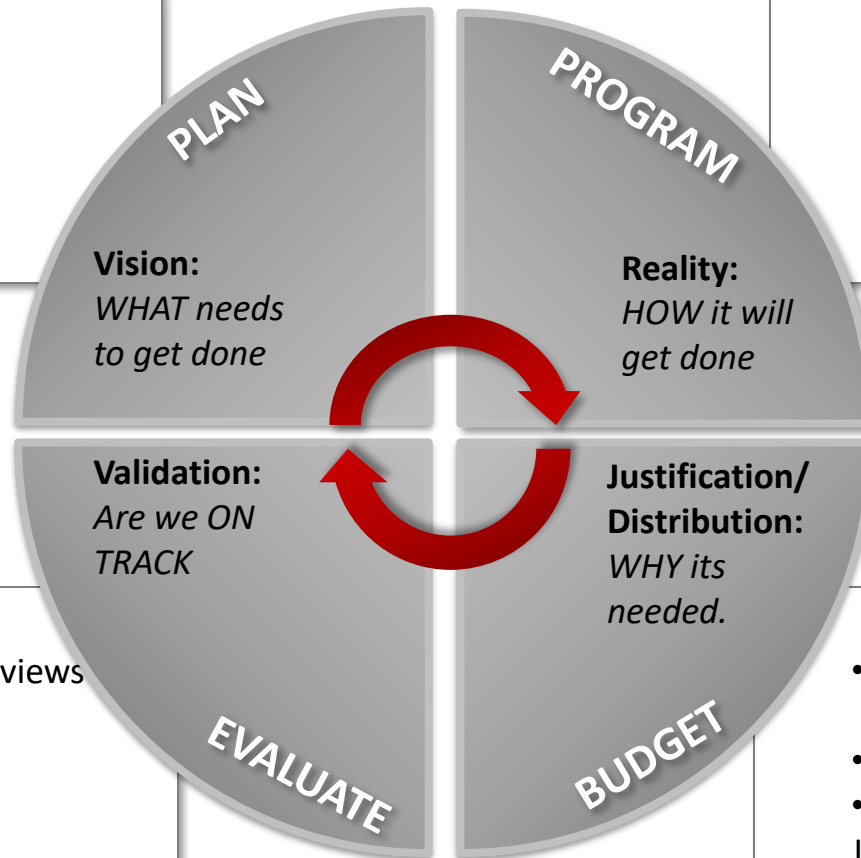 PLAN
PROGRAM
Vision:
WHAT needs
to get done
Reality:
HOW it will
get done
Validation:
Are we ON
TRACK
Justification/
Distribution:
WHY its
needed.
views
EVALUATE
BUDGET